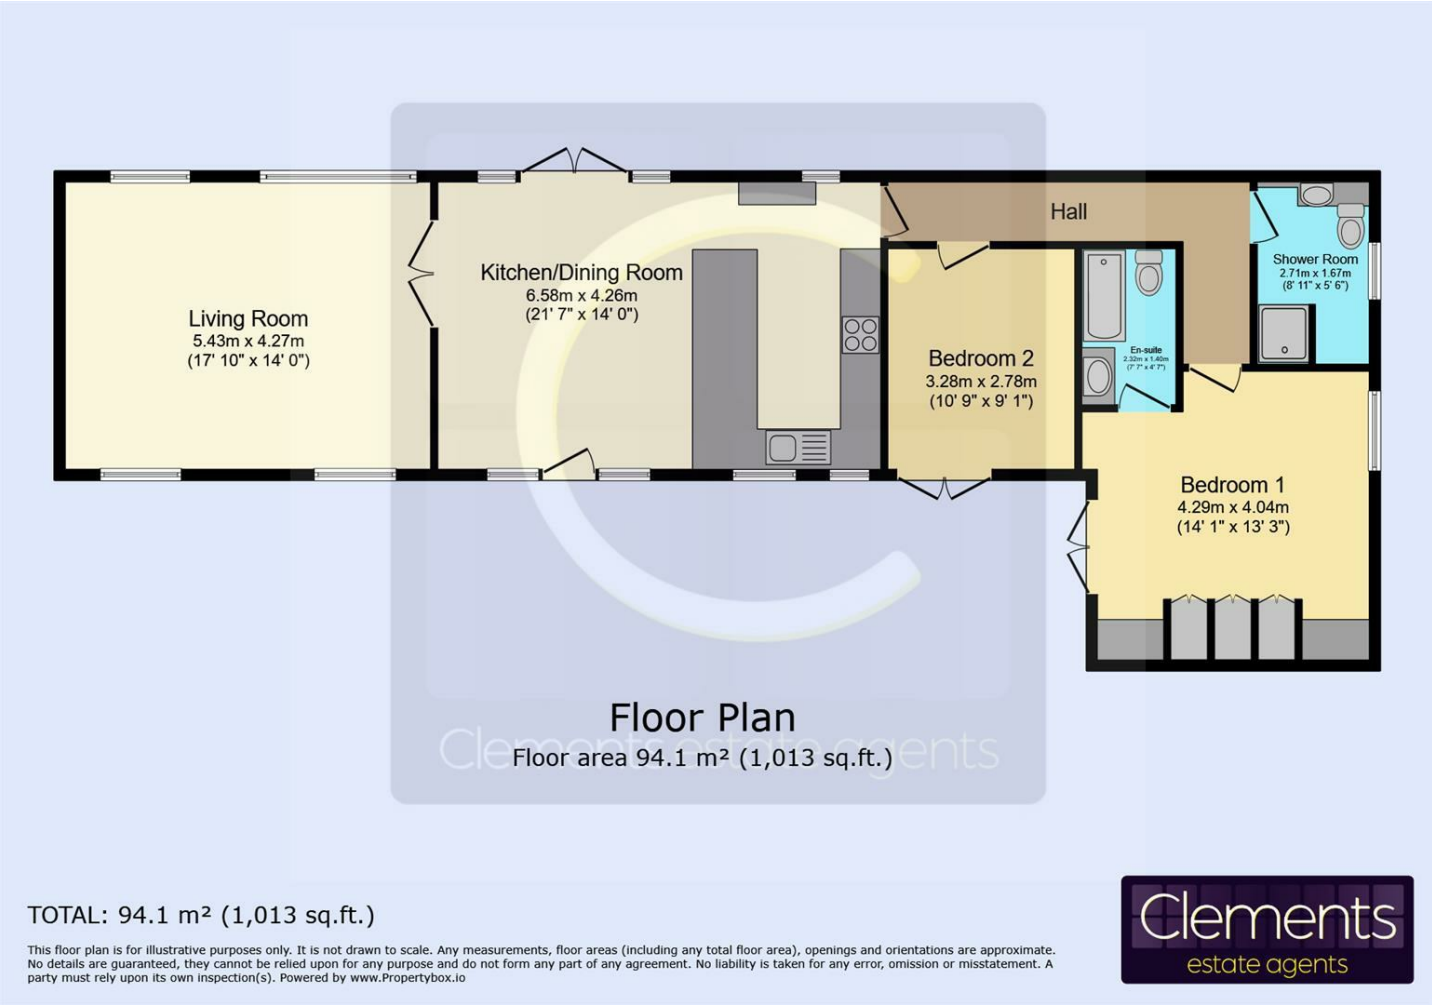 Hall
Shower Room
2.71m x 1.67m
(8' 11" x 5' 6")
Kitchen/Dining Room
6.58m x 4.26m
(21' 7" x 14' 0")
Living Room
5.43m x 4.27m
(17' 10" x 14' 0")
Bedroom 2
3.28m x 2.78m
(10' 9" x 9' 1")
En-suite
2.32m x 1.40m
(7' 7" x 4' 7")
Bedroom 1
4.29m x 4.04m
(14' 1" x 13' 3")
Floor Plan
Clements estate agents
Floor area 94.1 m² (1,013 sq.ft.)
TOTAL: 94.1 m² (1,013 sq.ft.)
This floor plan is for illustrative purposes only. It is not drawn to scale. Any measurements, floor areas (including any total floor area), openings and orientations are approximate.
No details are guaranteed, they cannot be relied upon for any purpose and do not form any part of any agreement. No liability is taken for any error, omission or misstatement. A
party must rely upon its own inspection(s). Powered by www.Propertybox.io
Clements
estate agents